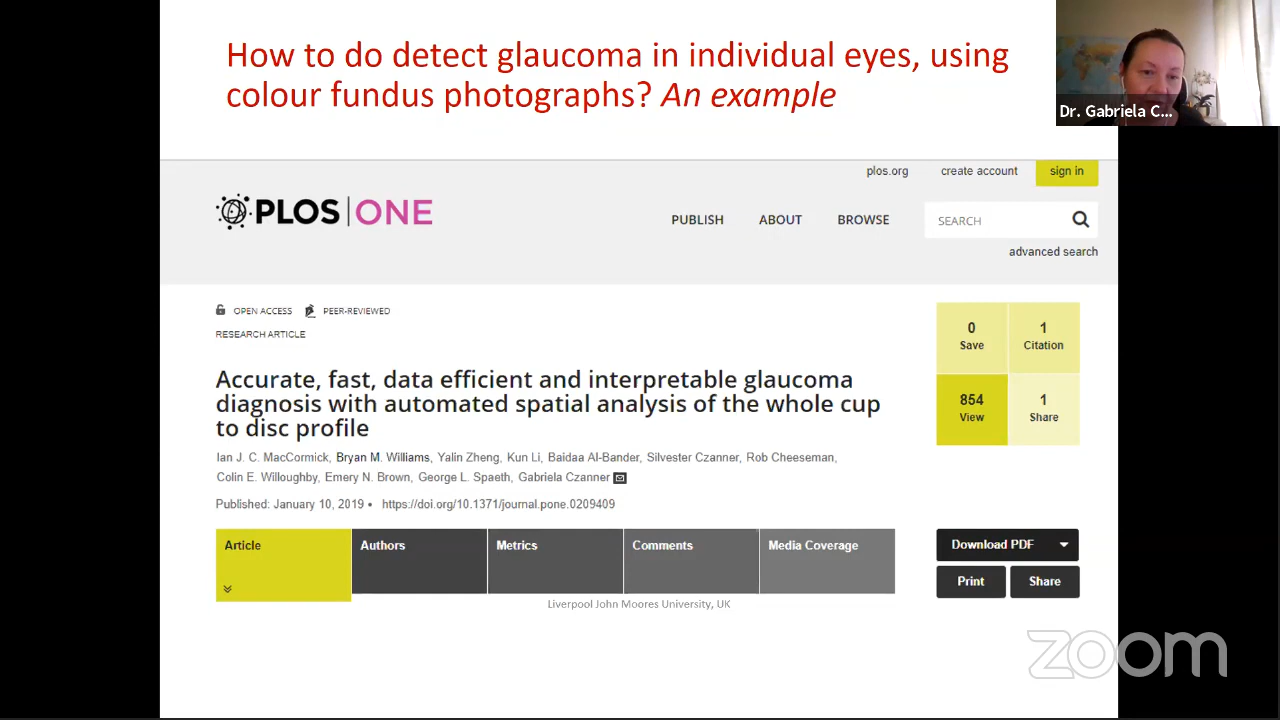 How to do detect glaucoma in individual eyes, using
colour fundus photographs? An example
Dr. Gabriela C...
plos.org
create account
sign in
PLOS ONE
PUBLISH
ABOUT
BROWSE
SEARCH
advanced search
OPEN ACCESS
PEER-REVIEWED
RESEARCH ARTICLE
0
Save
1
Citation
854
View
1
Share
Accurate, fast, data efficient and interpretable glaucoma
diagnosis with automated spatial analysis of the whole cup
to disc profile
Ian J. C. MacCormick, Bryan M. Williams, Yalin Zheng, Kun Li, Baidaa Al-Bander, Silvester Czanner, Rob Cheeseman,
Colin E. Willoughby, Emery N. Brown, George L. Spaeth, Gabriela Czanner
Published: January 10, 2019 • https://doi.org/10.1371/journal.pone.0209409
Article
Authors
Metrics
Comments
Media Coverage
Download PDF
Print
Share
Liverpool John Moores University, UK
zoom